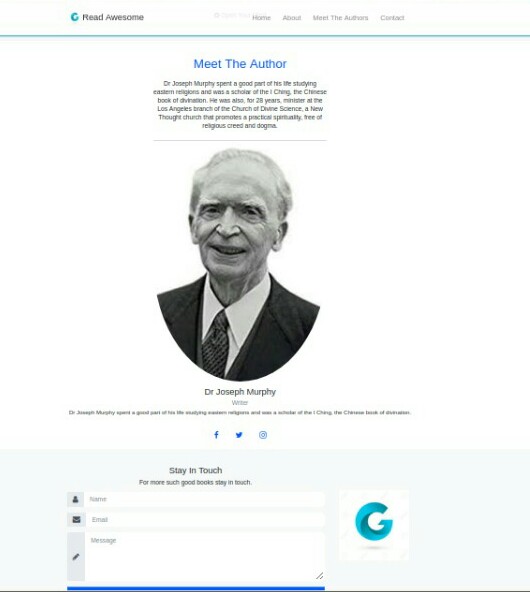 Read Awesome
Home About Meet The Authors Contact
Meet The Author
Dr Joseph Murphy spent a good part of his life studying
eastern religions and was a scholar of the I Ching, the Chinese
book of divination. He was also, for 28 years, minister at the
Los Angeles branch of the Church of Divine Science, a New
Thought church that promotes a practical spirituality, free of
religious creed and dogma.
Dr Joseph Murphy
Writer
Dr Joseph Murphy spent a good part of his life studying eastern religions and was a scholar of the I Ching, the Chinese book of divination.
Stay In Touch
For more such good books stay in touch.
Name
Email
Message